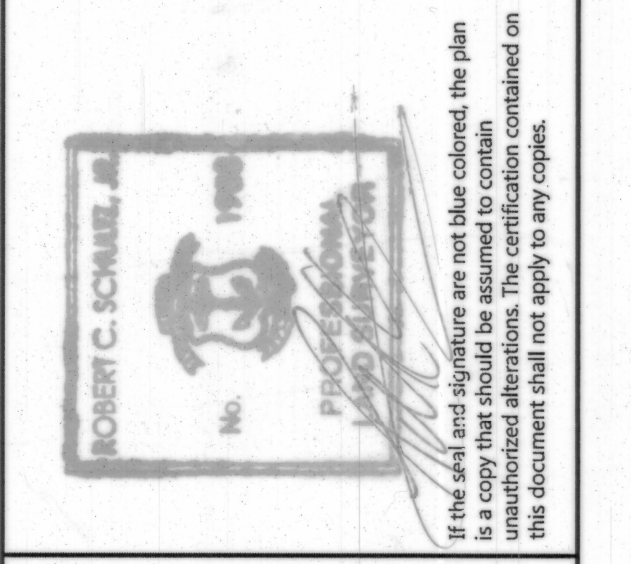 ROBERT C. SCHULZ, JR.
No. 1988
PROFESSIONAL
LAND SURVEYOR
If the seal and signature are not blue colored, the plan
is a copy that should be assumed to contain
unauthorized alterations. The certification contained on
this document shall not apply to any copies.